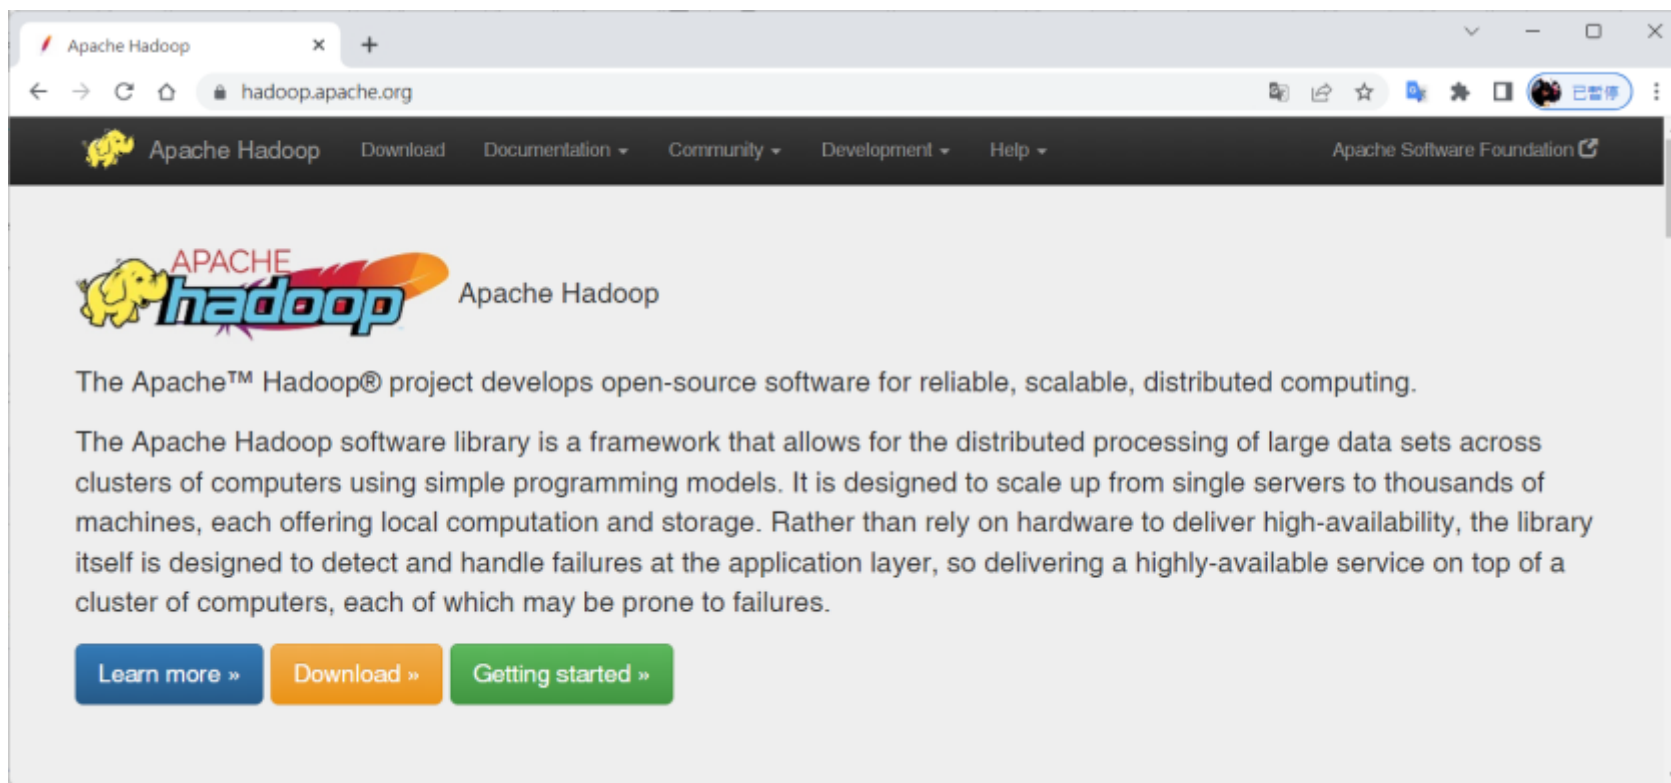 Apache Hadoop
hadoop.apache.org
已暫停
Apache Hadoop Download Documentation Community Development Help Apache Software Foundation
APACHE
hadoop
Apache Hadoop
The Apache™ Hadoop® project develops open-source software for reliable, scalable, distributed computing.
The Apache Hadoop software library is a framework that allows for the distributed processing of large data sets across
clusters of computers using simple programming models. It is designed to scale up from single servers to thousands of
machines, each offering local computation and storage. Rather than rely on hardware to deliver high-availability, the library
itself is designed to detect and handle failures at the application layer, so delivering a highly-available service on top of a
cluster of computers, each of which may be prone to failures.
Learn more » Download » Getting started »